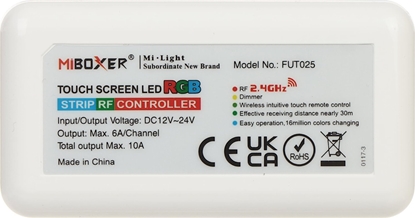 MIBOXER®
Mi·Light
Subordinate New Brand
Model No.: FUT025
TOUCH SCREEN LED RGB
STRIP RF CONTROLLER
Input/Output Voltage: DC12V~24V
Output: Max. 6A/Channel
Total output Max. 10A
Made in China
RF 2.4GHz
Dimmer
Wireless intuitive touch remote control
Effective receiving distance nearly 30m
Easy operation, 16million colors changing
CE
UK
CA
RoHS
0117-3